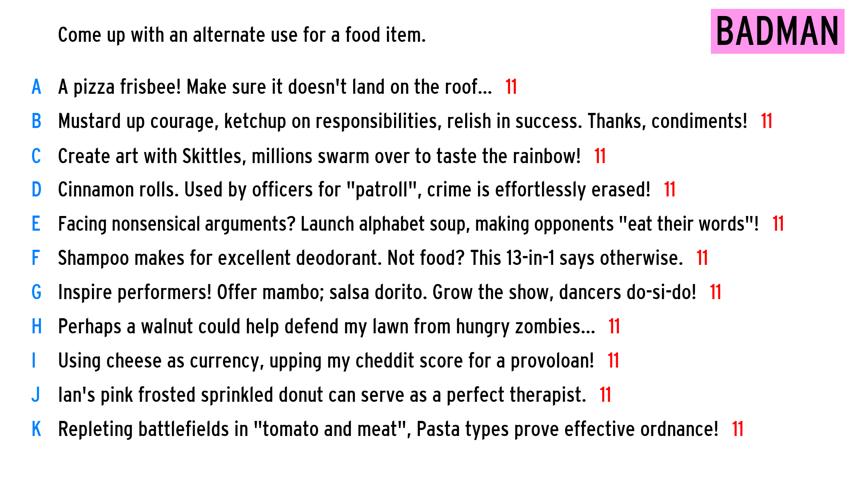 Come up with an alternate use for a food item.
BADMAN
A A pizza frisbee! Make sure it doesn't land on the roof... 11
B Mustard up courage, ketchup on responsibilities, relish in success. Thanks, condiments! 11
C Create art with Skittles, millions swarm over to taste the rainbow! 11
D Cinnamon rolls. Used by officers for "patroll", crime is effortlessly erased! 11
E Facing nonsensical arguments? Launch alphabet soup, making opponents "eat their words"! 11
F Shampoo makes for excellent deodorant. Not food? This 13-in-1 says otherwise. 11
G Inspire performers! Offer mambo; salsa dorito. Grow the show, dancers do-si-do! 11
H Perhaps a walnut could help defend my lawn from hungry zombies... 11
I Using cheese as currency, upping my cheddit score for a provoloan! 11
J Ian's pink frosted sprinkled donut can serve as a perfect therapist. 11
K Repleting battlefields in "tomato and meat", Pasta types prove effective ordnance! 11